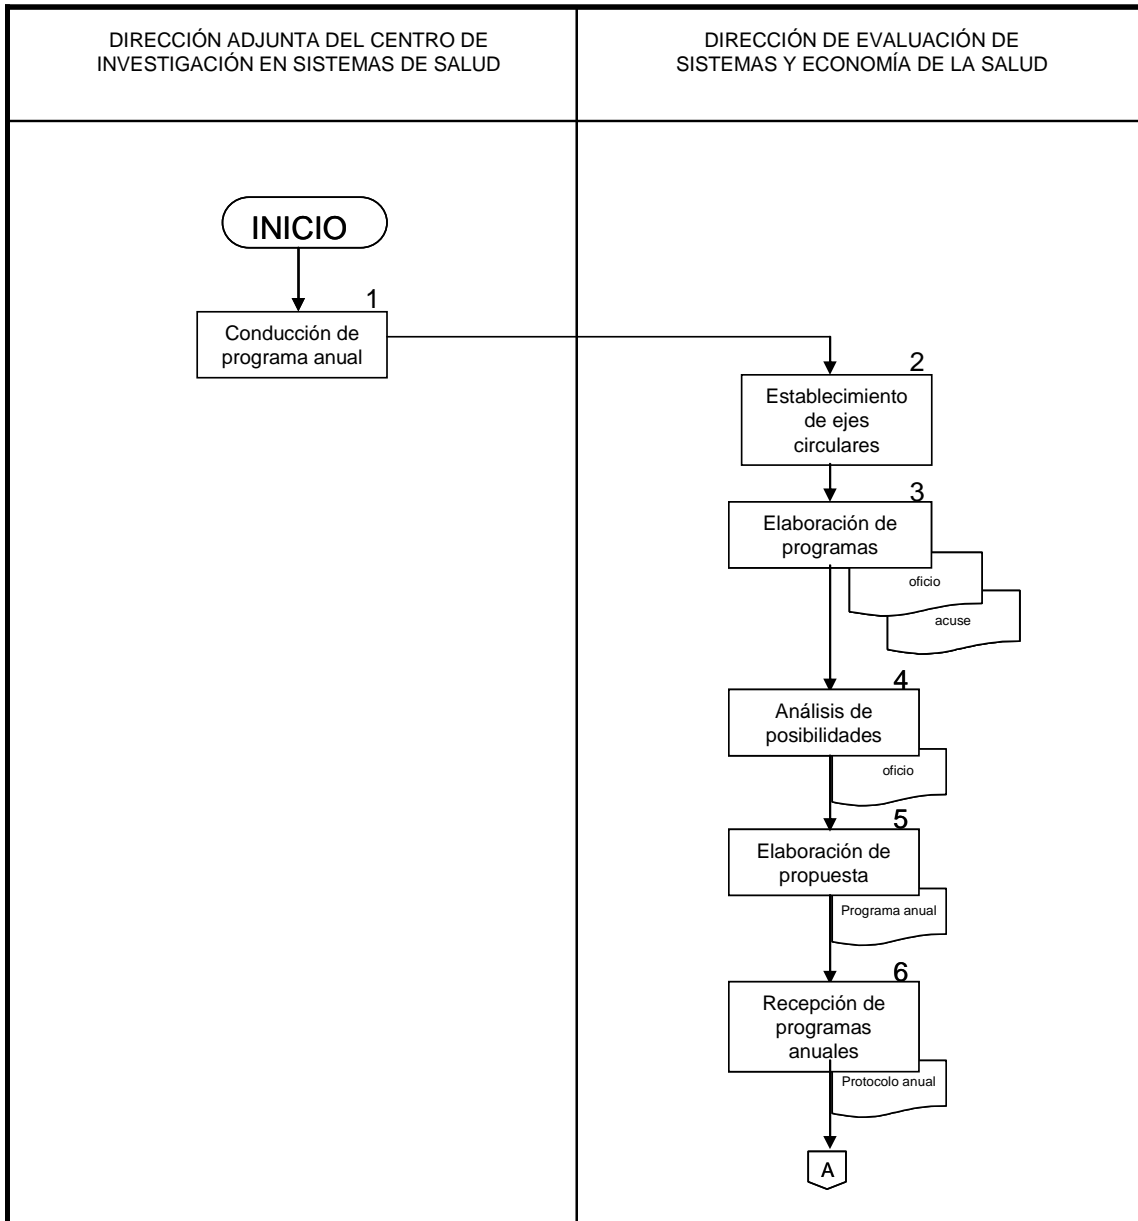 DIRECCIÓN ADJUNTA DEL CENTRO DE
INVESTIGACIÓN EN SISTEMAS DE SALUD
DIRECCIÓN DE EVALUACIÓN DE
SISTEMAS Y ECONOMÍA DE LA SALUD
INICIO
1
Conducción de
programa anual
2
Establecimiento
de ejes
circulares
3
Elaboración de
programas
oficio
acuse
4
Análisis de
posibilidades
oficio
5
Elaboración de
propuesta
Programa anual
6
Recepción de
programas
anuales
Protocolo anual
A